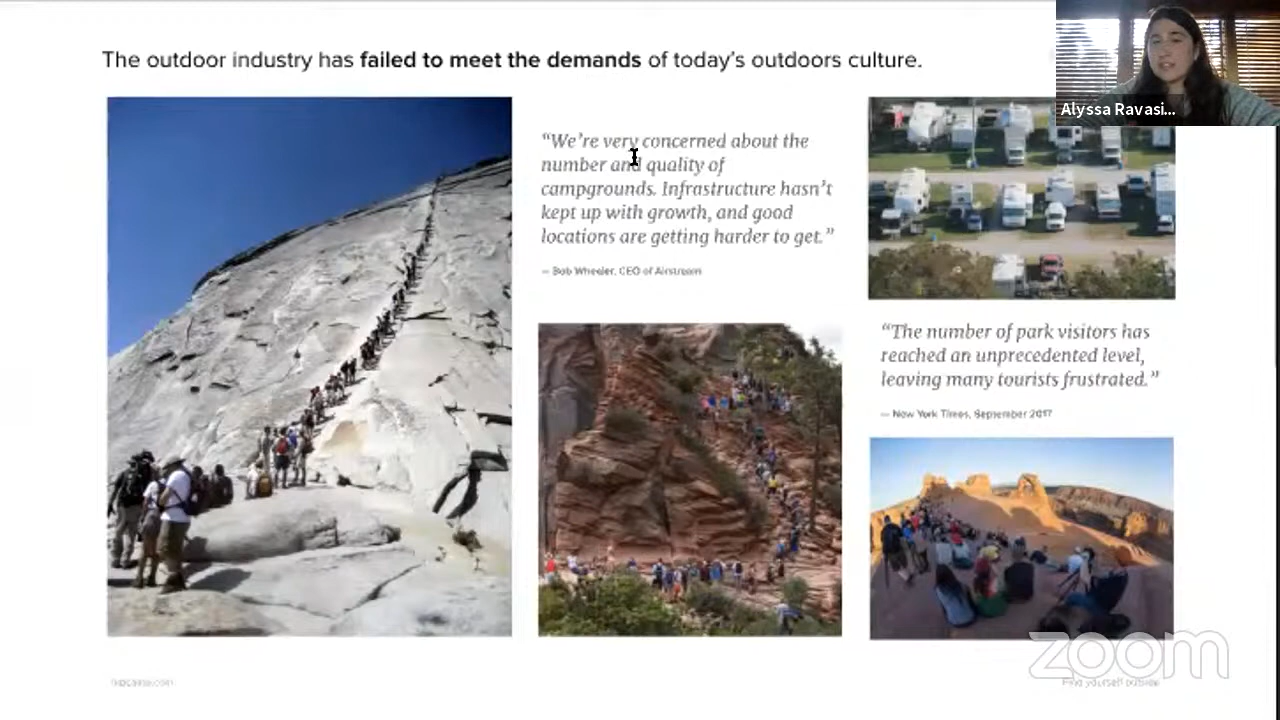 The outdoor industry has failed to meet the demands of today's outdoors culture.
Alyssa Ravasi...
“We're very concerned about the
number and quality of
campgrounds. Infrastructure hasn't
kept up with growth, and good
locations are getting harder to get.”
— Bob Wheeler, CEO of Airstream
“The number of park visitors has
reached an unprecedented level,
leaving many tourists frustrated.”
— New York Times, September 2017
Find yourself outside
zoom